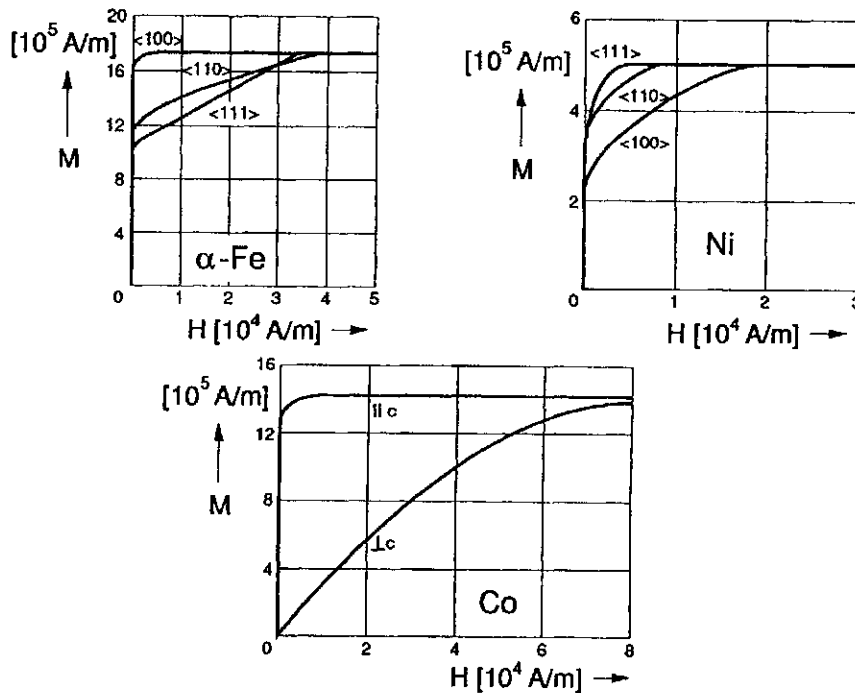 20
[10⁵ A/m]
<100>
16
<110>
12
<111>
M
8
4
α-Fe
0
1
2
3
4
5
H [10⁴ A/m]
6
[10⁵ A/m]
<111>
4
<110>
<100>
M
2
Ni
0
1
2
3
H [10⁴ A/m]
16
[10⁵ A/m]
∥ c
12
M
8
⊥c
4
Co
0
2
4
6
8
H [10⁴ A/m]